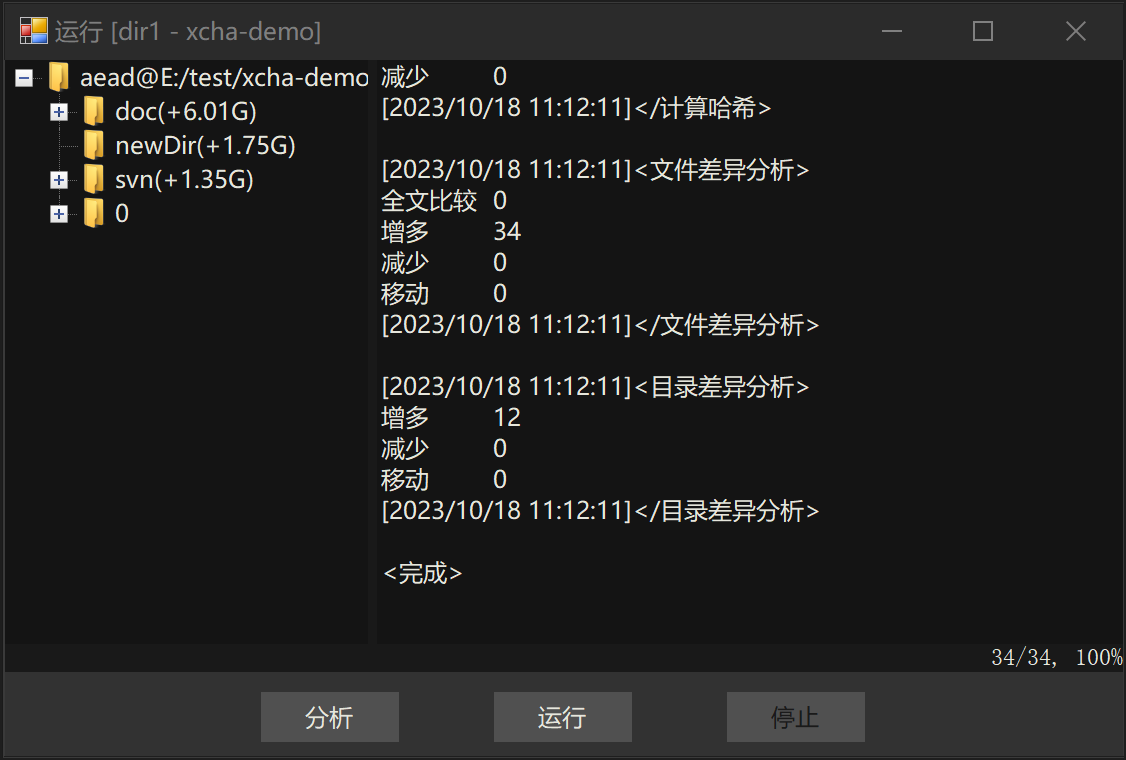 运行 [dir1 - xcha-demo]
aead@E:/test/xcha-demo
doc(+6.01G)
newDir(+1.75G)
svn(+1.35G)
0
减少 0
[2023/10/18 11:12:11]</计算哈希>
[2023/10/18 11:12:11]<文件差异分析>
全文比较 0
增多 34
减少 0
移动 0
[2023/10/18 11:12:11]</文件差异分析>
[2023/10/18 11:12:11]<目录差异分析>
增多 12
减少 0
移动 0
[2023/10/18 11:12:11]</目录差异分析>
<完成>
34/34, 100%
分析 运行 停止